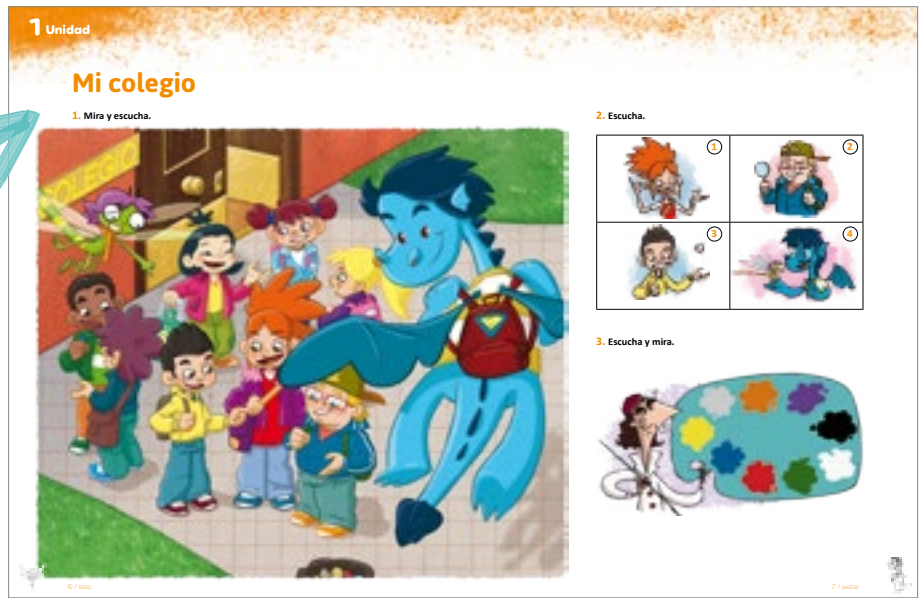 1 Unidad
Mi colegio
1. Mira y escucha.
COLEGIO
2. Escucha.
1
2
3
4
3. Escucha y mira.
6 / seis
7 / siete